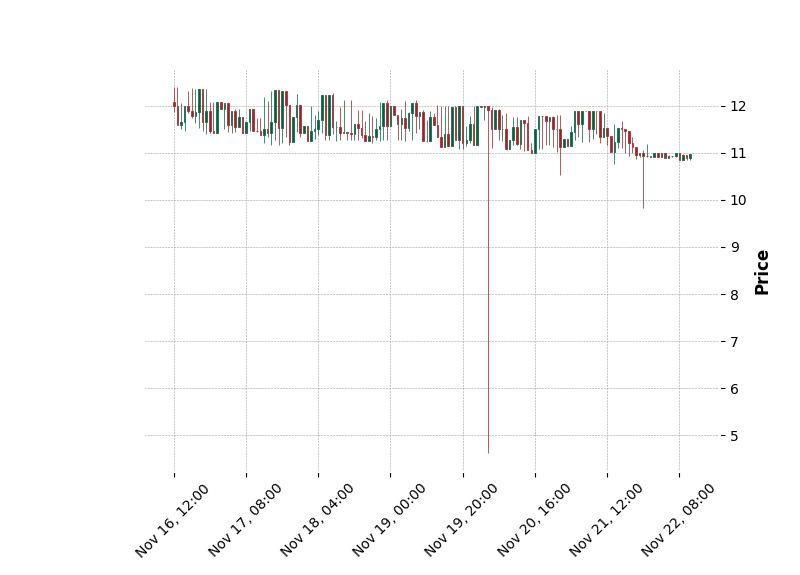 12
11
10
9
8
7
6
5
Price
Nov 16, 12:00
Nov 17, 08:00
Nov 18, 04:00
Nov 19, 00:00
Nov 19, 20:00
Nov 20, 16:00
Nov 21, 12:00
Nov 22, 08:00